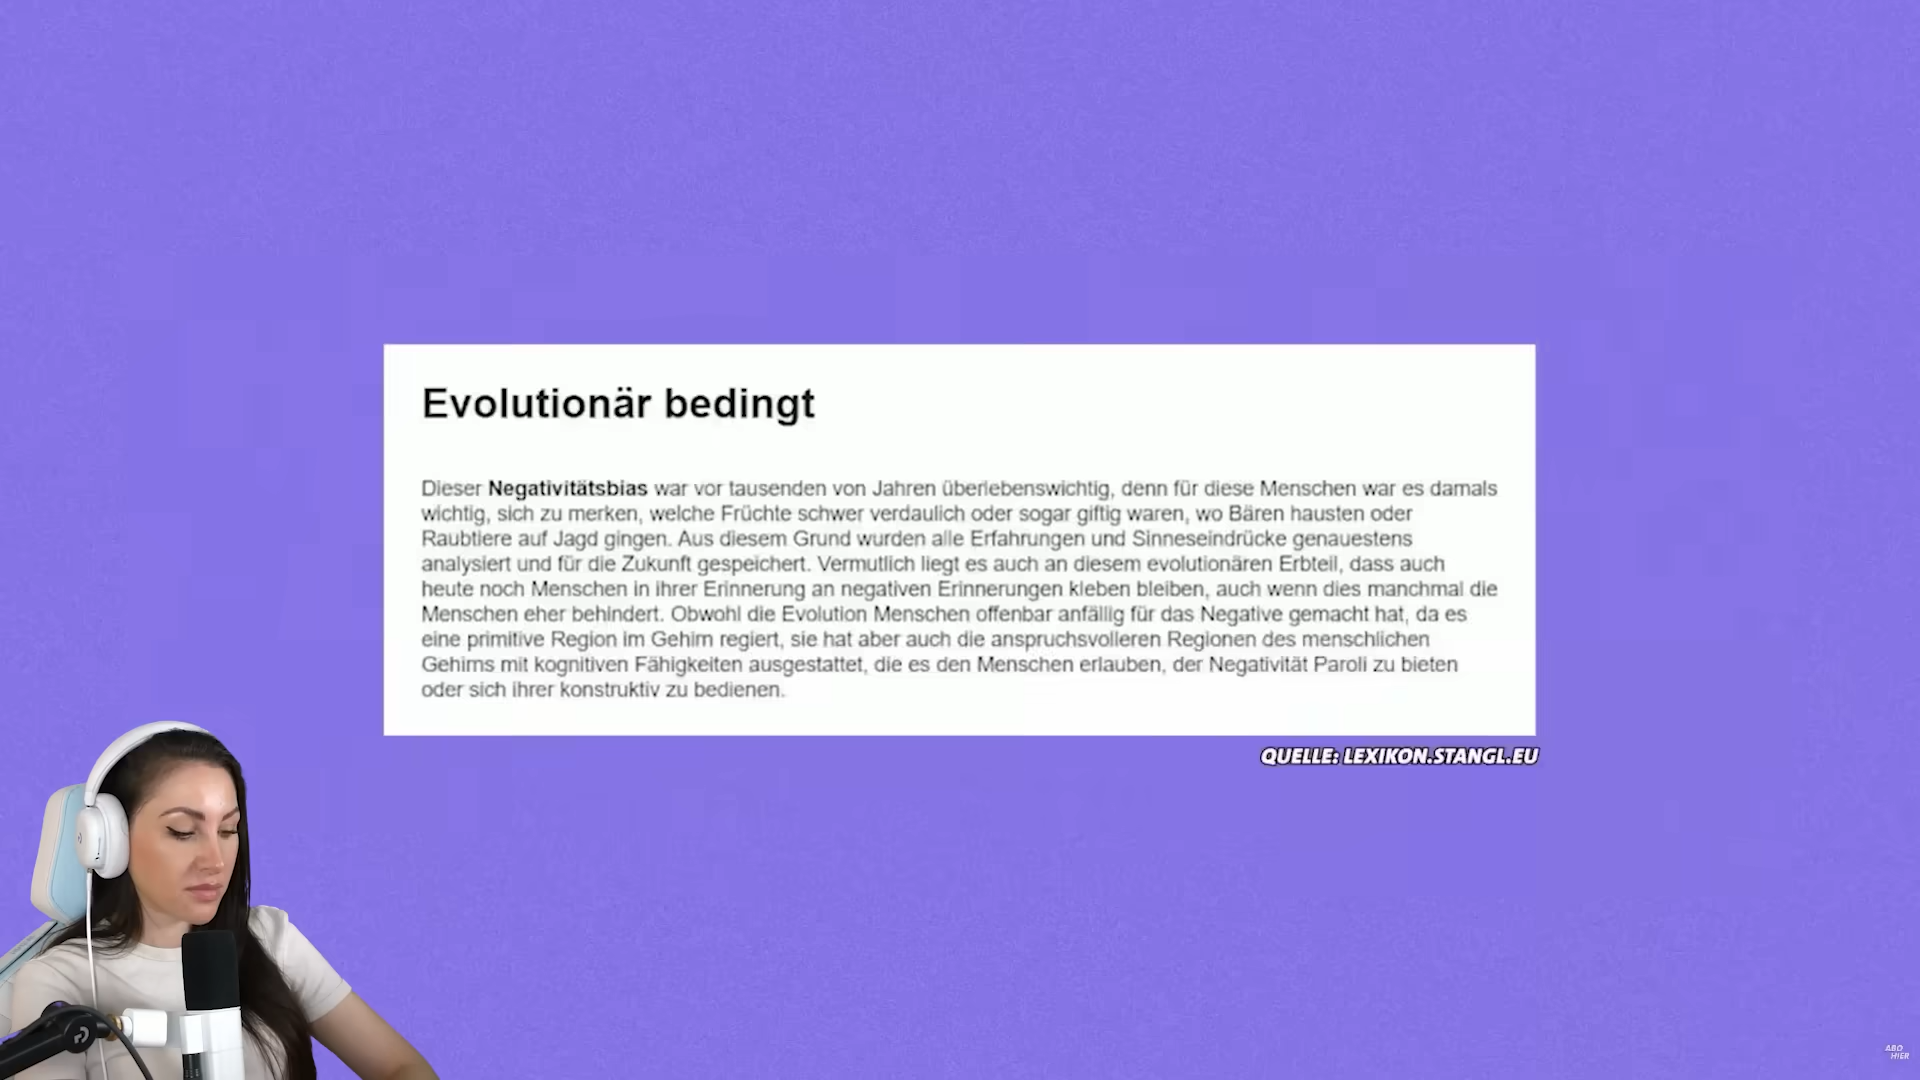 Evolutionär bedingt
Dieser Negativitätsbias war vor tausenden von Jahren überlebenswichtig, denn für diese Menschen war es damals
wichtig, sich zu merken, welche Früchte schwer verdaulich oder sogar giftig waren, wo Bären hausten oder
Raubtiere auf Jagd gingen. Aus diesem Grund wurden alle Erfahrungen und Sinneseindrücke genauestens
analysiert und für die Zukunft gespeichert. Vermutlich liegt es auch an diesem evolutionären Erbteil, dass auch
heute noch Menschen in ihrer Erinnerung an negativen Erinnerungen kleben bleiben, auch wenn dies manchmal die
Menschen eher behindert. Obwohl die Evolution Menschen offenbar anfällig für das Negative gemacht hat, da es
eine primitive Region im Gehirn regiert, sie hat aber auch die anspruchsvolleren Regionen des menschlichen
Gehirns mit kognitiven Fähigkeiten ausgestattet, die es den Menschen erlauben, der Negativität Paroli zu bieten
oder sich ihrer konstruktiv zu bedienen.
QUELLE: LEXIKON.STANGL.EU
ABO
HIER